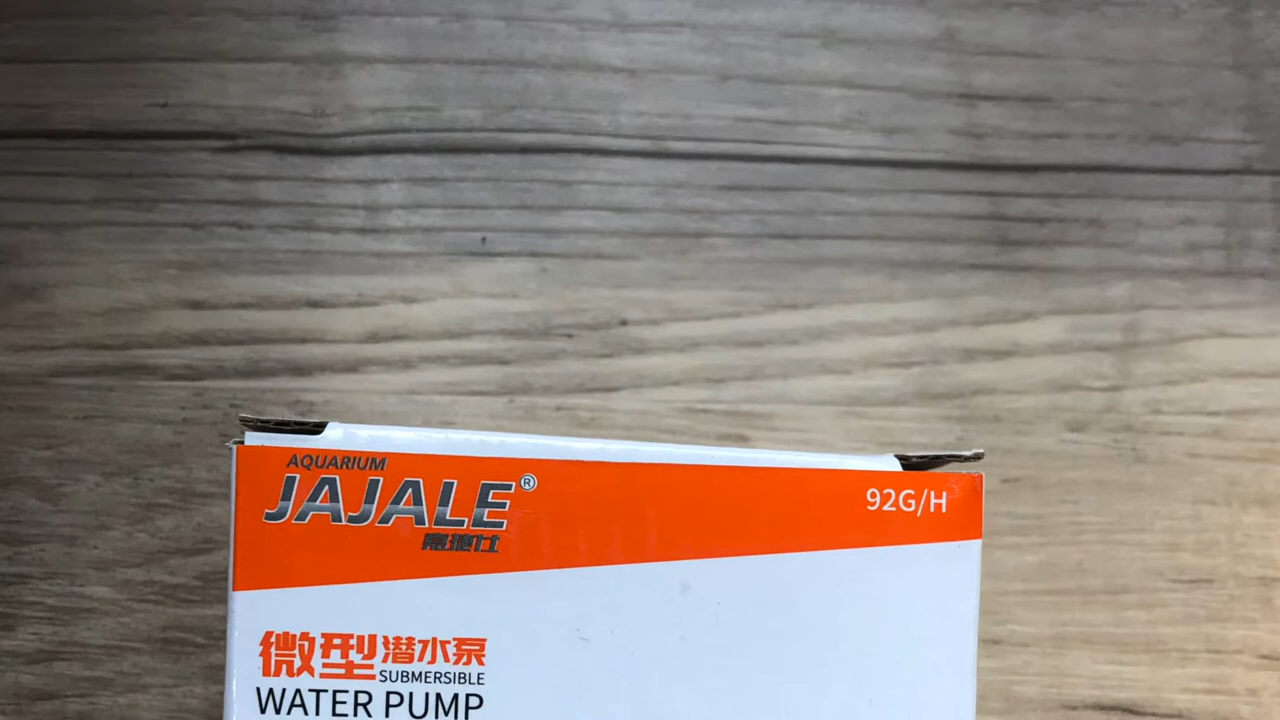 AQUARIUM
JAJALE®
92G/H
微型潜水泵
SUBMERSIBLE
WATER PUMP